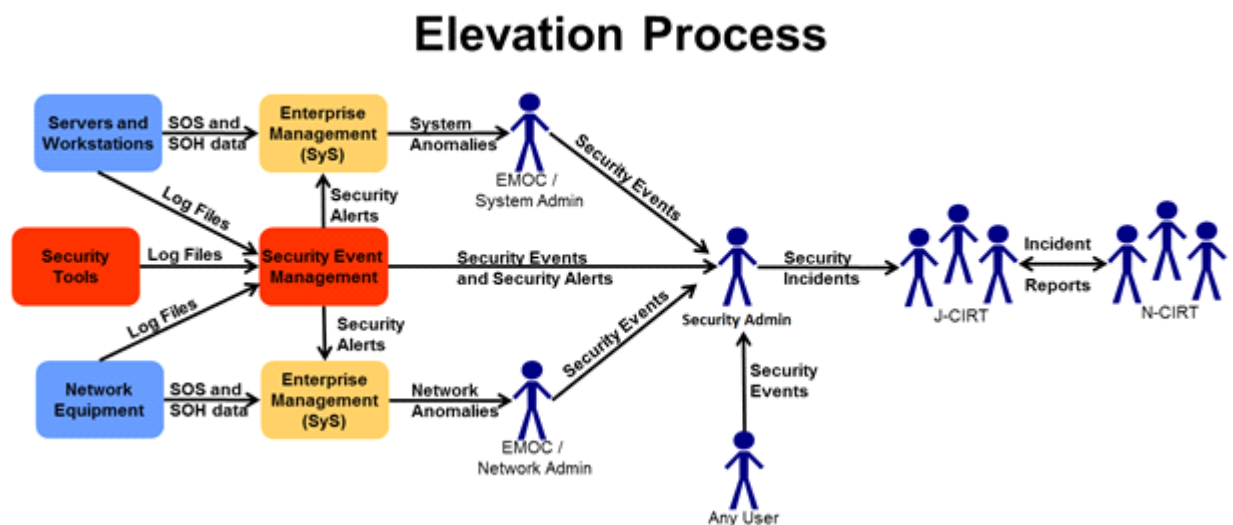 Elevation Process
Servers and
Workstations
SOS and
SOH data
Enterprise
Management
(SyS)
System
Anomalies
EMOC /
System Admin
Security Events
Log Files
Security
Alerts
Security
Tools
Log Files
Security Event
Management
Security Events
and Security Alerts
Security Admin
Security
Incidents
J-CIRT
Incident
Reports
N-CIRT
Log Files
Security
Alerts
Security Events
Network
Equipment
SOS and
SOH data
Enterprise
Management
(SyS)
Network
Anomalies
EMOC /
Network Admin
Security
Events
Any User